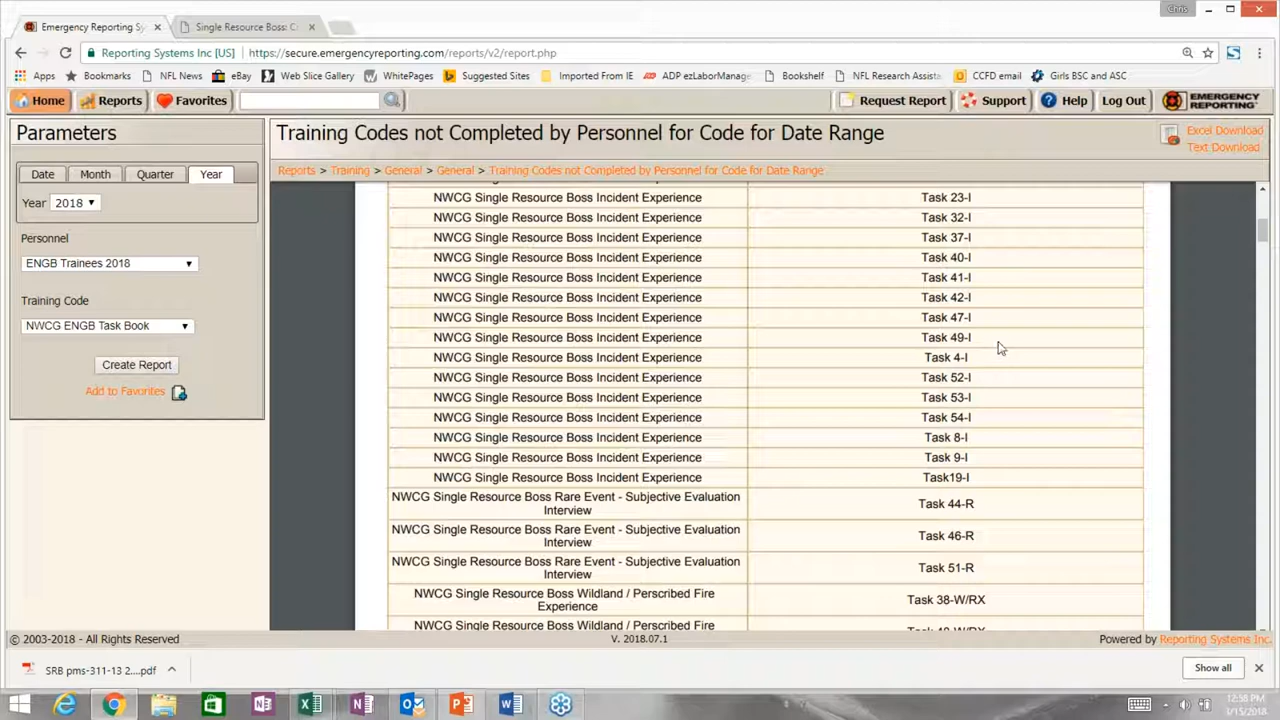 Chris
Emergency Reporting Sy
Single Resource Boss: C
Reporting Systems Inc [US]
https://secure.emergencyreporting.com/reports/v2/report.php
Apps
Bookmarks
NFL News
eBay
Web Slice Gallery
WhitePages
Suggested Sites
Imported From IE
ADP ezLaborManage
Bookshelf
NFL Research Assista
CCFD email
Girls BSC and ASC
Home
Reports
Favorites
Request Report
Support
Help
Log Out
EMERGENCY REPORTING
Parameters
Training Codes not Completed by Personnel for Code for Date Range
Excel Download
Text Download
Reports > Training > General > General > Training Codes not Completed by Personnel for Code for Date Range
Date
Month
Quarter
Year
Year 2018
Personnel
ENGB Trainees 2018
Training Code
NWCG ENGB Task Book
Create Report
Add to Favorites
NWCG Single Resource Boss Incident Experience Task 23-I
NWCG Single Resource Boss Incident Experience Task 32-I
NWCG Single Resource Boss Incident Experience Task 37-I
NWCG Single Resource Boss Incident Experience Task 40-I
NWCG Single Resource Boss Incident Experience Task 41-I
NWCG Single Resource Boss Incident Experience Task 42-I
NWCG Single Resource Boss Incident Experience Task 47-I
NWCG Single Resource Boss Incident Experience Task 49-I
NWCG Single Resource Boss Incident Experience Task 4-I
NWCG Single Resource Boss Incident Experience Task 52-I
NWCG Single Resource Boss Incident Experience Task 53-I
NWCG Single Resource Boss Incident Experience Task 54-I
NWCG Single Resource Boss Incident Experience Task 8-I
NWCG Single Resource Boss Incident Experience Task 9-I
NWCG Single Resource Boss Incident Experience Task19-I
NWCG Single Resource Boss Rare Event - Subjective Evaluation
Interview
Task 44-R
NWCG Single Resource Boss Rare Event - Subjective Evaluation
Interview
Task 46-R
NWCG Single Resource Boss Rare Event - Subjective Evaluation
Interview
Task 51-R
NWCG Single Resource Boss Wildland / Perscribed Fire
Experience
Task 38-W/RX
NWCG Single Resource Boss Wildland / Perscribed Fire
© 2003-2018 - All Rights Reserved
V. 2018.07.1
Powered by Reporting Systems Inc.
SRB pms-311-13 2....pdf
Show all
12:58 PM